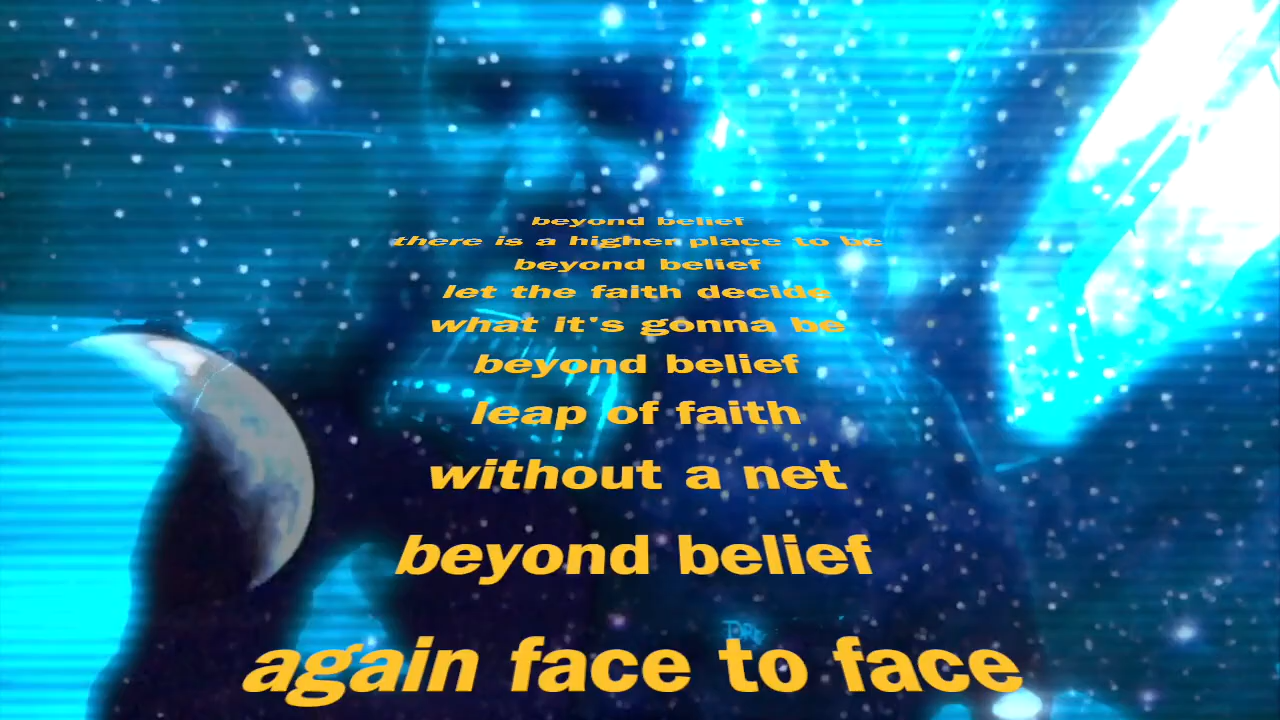 beyond belief
there is a higher place to be
beyond belief
let the faith decide
what it's gonna be
beyond belief
leap of faith
without a net
beyond belief
again face to face